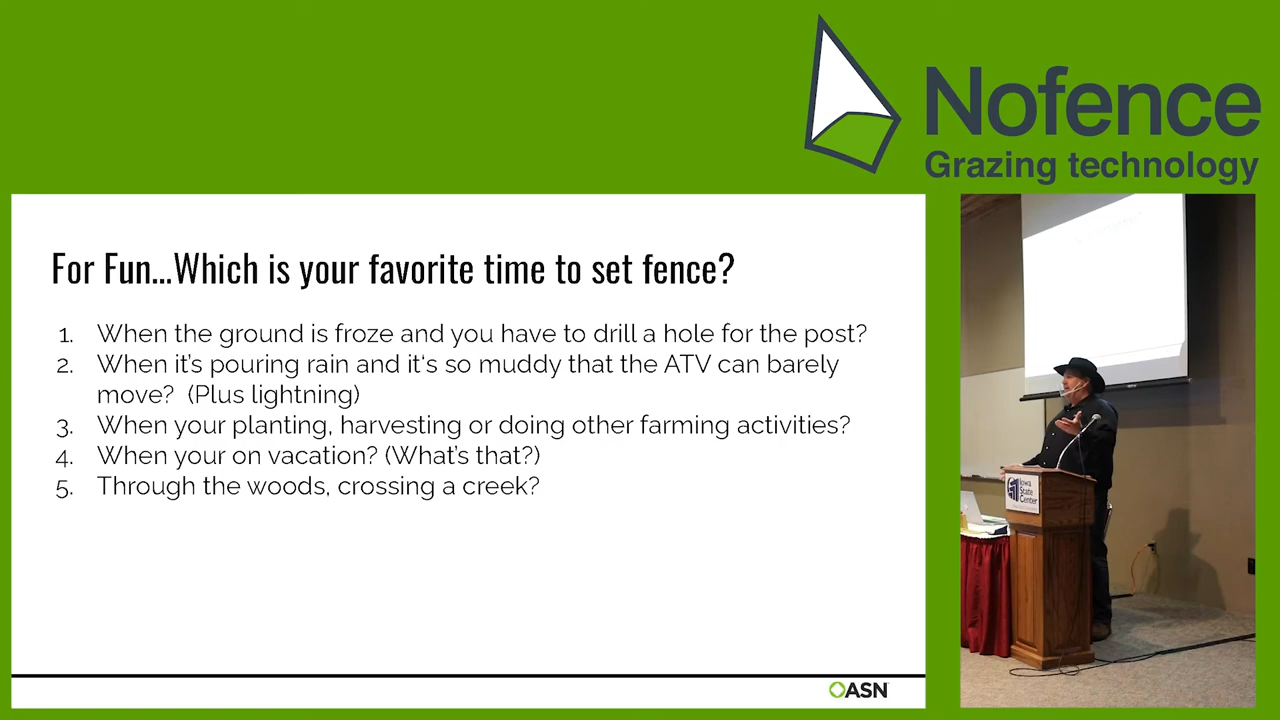 Nofence
Grazing technology
For Fun...Which is your favorite time to set fence?
1. When the ground is froze and you have to drill a hole for the post?
2. When it's pouring rain and it's so muddy that the ATV can barely
move? (Plus lightning)
3. When your planting, harvesting or doing other farming activities?
4. When your on vacation? (What's that?)
5. Through the woods, crossing a creek?
Iowa
State
Center
ASN